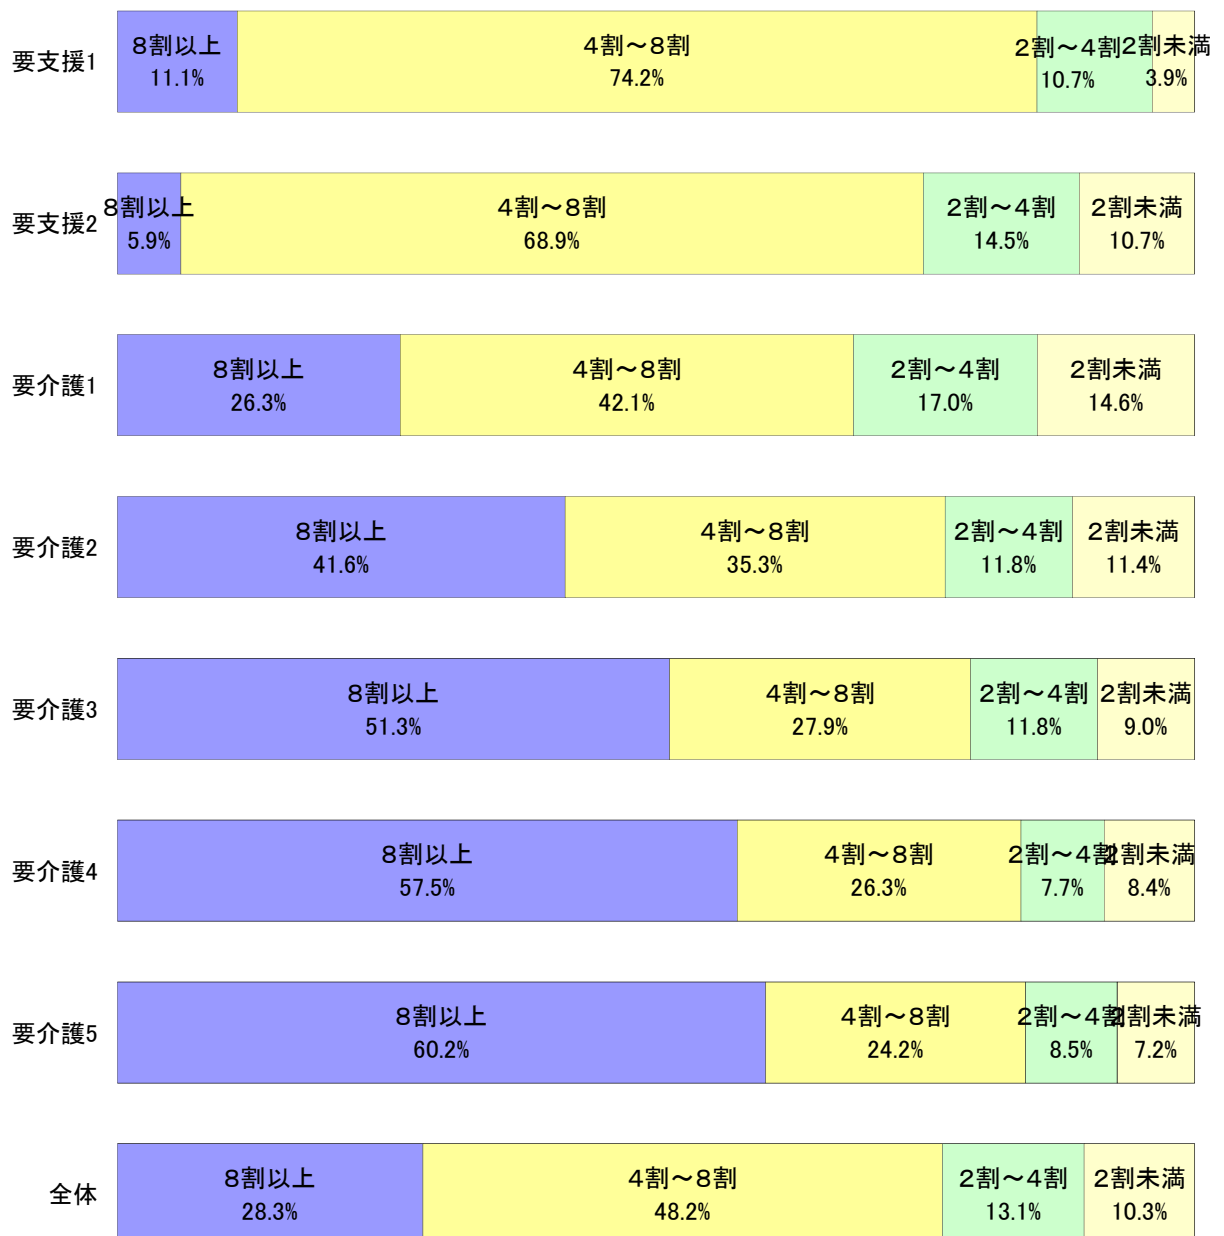 要支援1
8割以上
4割～8割
2割～4割
2割未満
11.1%
74.2%
10.7%
3.9%
要支援2
8割以上
4割～8割
2割～4割
2割未満
5.9%
68.9%
14.5%
10.7%
要介護1
8割以上
4割～8割
2割～4割
2割未満
26.3%
42.1%
17.0%
14.6%
要介護2
8割以上
4割～8割
2割～4割
2割未満
41.6%
35.3%
11.8%
11.4%
要介護3
8割以上
4割～8割
2割～4割
2割未満
51.3%
27.9%
11.8%
9.0%
要介護4
8割以上
4割～8割
2割～4割
2割未満
57.5%
26.3%
7.7%
8.4%
要介護5
8割以上
4割～8割
2割～4割
2割未満
60.2%
24.2%
8.5%
7.2%
全体
8割以上
4割～8割
2割～4割
2割未満
28.3%
48.2%
13.1%
10.3%